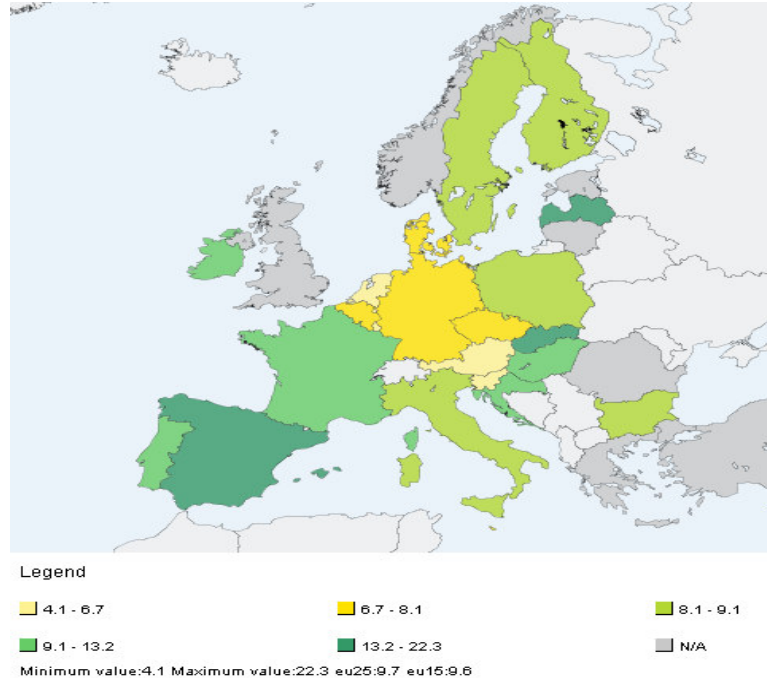 Legend
4.1 - 6.7
6.7 - 8.1
8.1 - 9.1
9.1 - 13.2
13.2 - 22.3
N/A
Minimum value:4.1 Maximum value:22.3 eu25:9.7 eu15:9.6